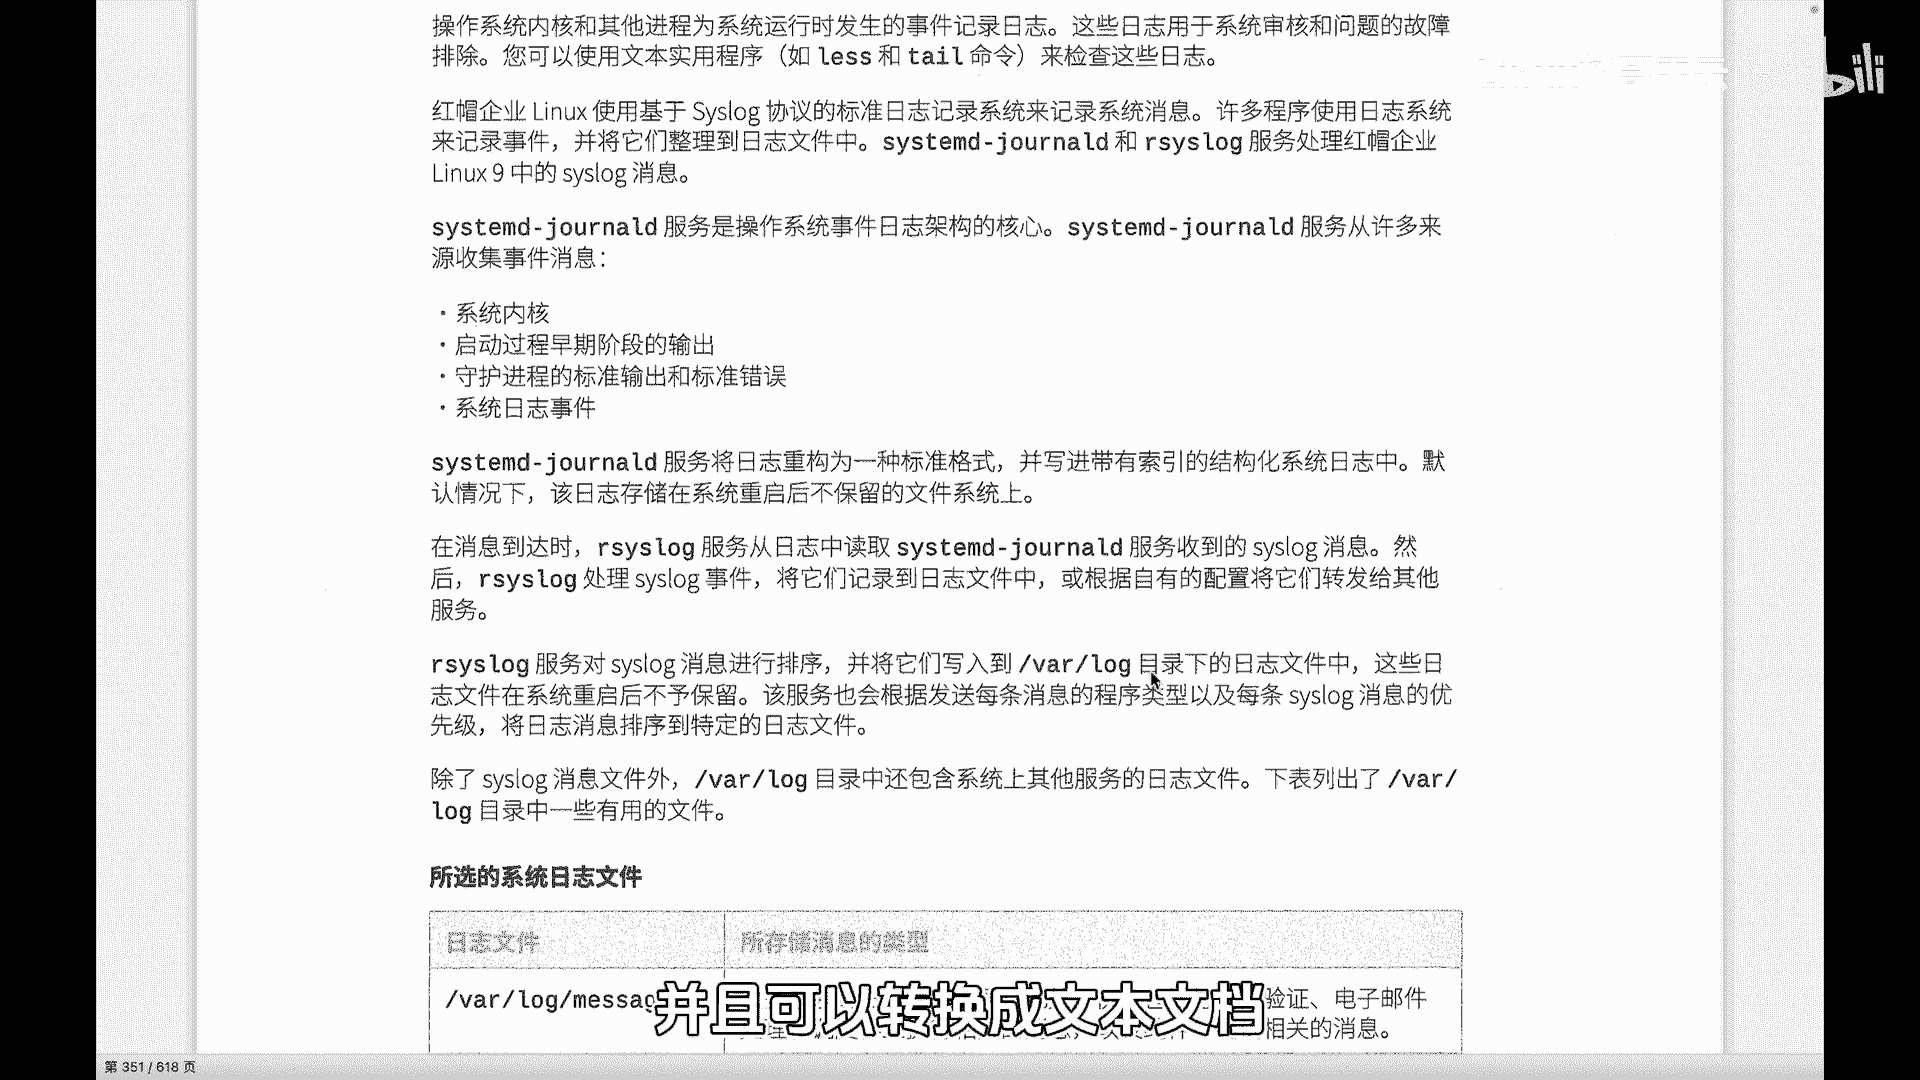 操作系统内核和其他进程为系统运行时发生的事件记录日志。这些日志用于系统审核和问题的故障
排除。您可以使用文本实用程序（如 less 和 tail 命令）来检查这些日志。
红帽企业 Linux 使用基于 Syslog 协议的标准日志记录系统来记录系统消息。许多程序使用日志系统
来记录事件，并将它们整理到日志文件中。systemd-journald 和 rsyslog 服务处理红帽企业
Linux 9 中的 syslog 消息。
systemd-journald 服务是操作系统事件日志架构的核心。systemd-journald 服务从许多来
源收集事件消息：
・系统内核
・启动过程早期阶段的输出
・守护进程的标准输出和标准错误
・系统日志事件
systemd-journald 服务将日志重构为一种标准格式，并写进带有索引的结构化系统日志中。默
认情况下，该日志存储在系统重启后不保留的文件系统上。
在消息到达时，rsyslog 服务从日志中读取 systemd-journald 服务收到的 syslog 消息。然
后，rsyslog 处理 syslog 事件，将它们记录到日志文件中，或根据自有的配置将它们转发给其他
服务。
rsyslog 服务对 syslog 消息进行排序，并将它们写入到 /var/log 目录下的日志文件中，这些日
志文件在系统重启后不予保留。该服务也会根据发送每条消息的程序类型以及每条 syslog 消息的优
先级，将日志消息排序到特定的日志文件。
除了 syslog 消息文件外，/var/log 目录中还包含系统上其他服务的日志文件。下表列出了 /var/
log 目录中一些有用的文件。
所选的系统日志文件
日志文件 所存储消息的类型
/var/log/messag 验证、电子邮件
相关的消息。
并且可以转换成文本文档
第 351 / 618 页
bili